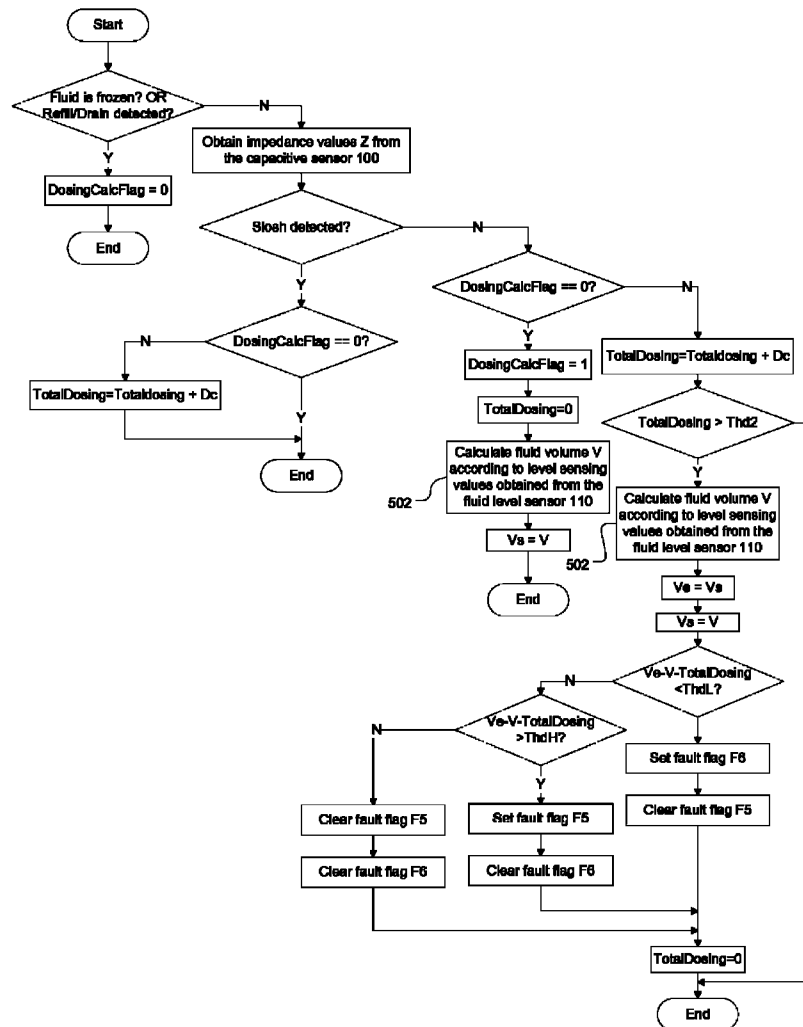 Start
Fluid is frozen? OR
Refill/Drain detected?
N
Y
Obtain impedance values Z from
the capacitive sensor 100
DosingCalcFlag = 0
End
Slosh detected?
N
Y
DosingCalcFlag == 0?
N
Y
DosingCalcFlag == 0?
N
Y
TotalDosing=Totaldosing + Dc
End
DosingCalcFlag = 1
TotalDosing=0
Calculate fluid volume V
according to level sensing
values obtained from the
fluid level sensor 110
502
Vs = V
End
TotalDosing=Totaldosing + Dc
TotalDosing > Thd2
Y
Calculate fluid volume V
according to level sensing
values obtained from the
fluid level sensor 110
502
Ve = Vs
Vs = V
Ve-V-TotalDosing
<ThdL?
N
Ve-V-TotalDosing
>ThdH?
N
Y
Set fault flag F6
Clear fault flag F5
Clear fault flag F5
Clear fault flag F6
Set fault flag F5
Clear fault flag F6
TotalDosing=0
End